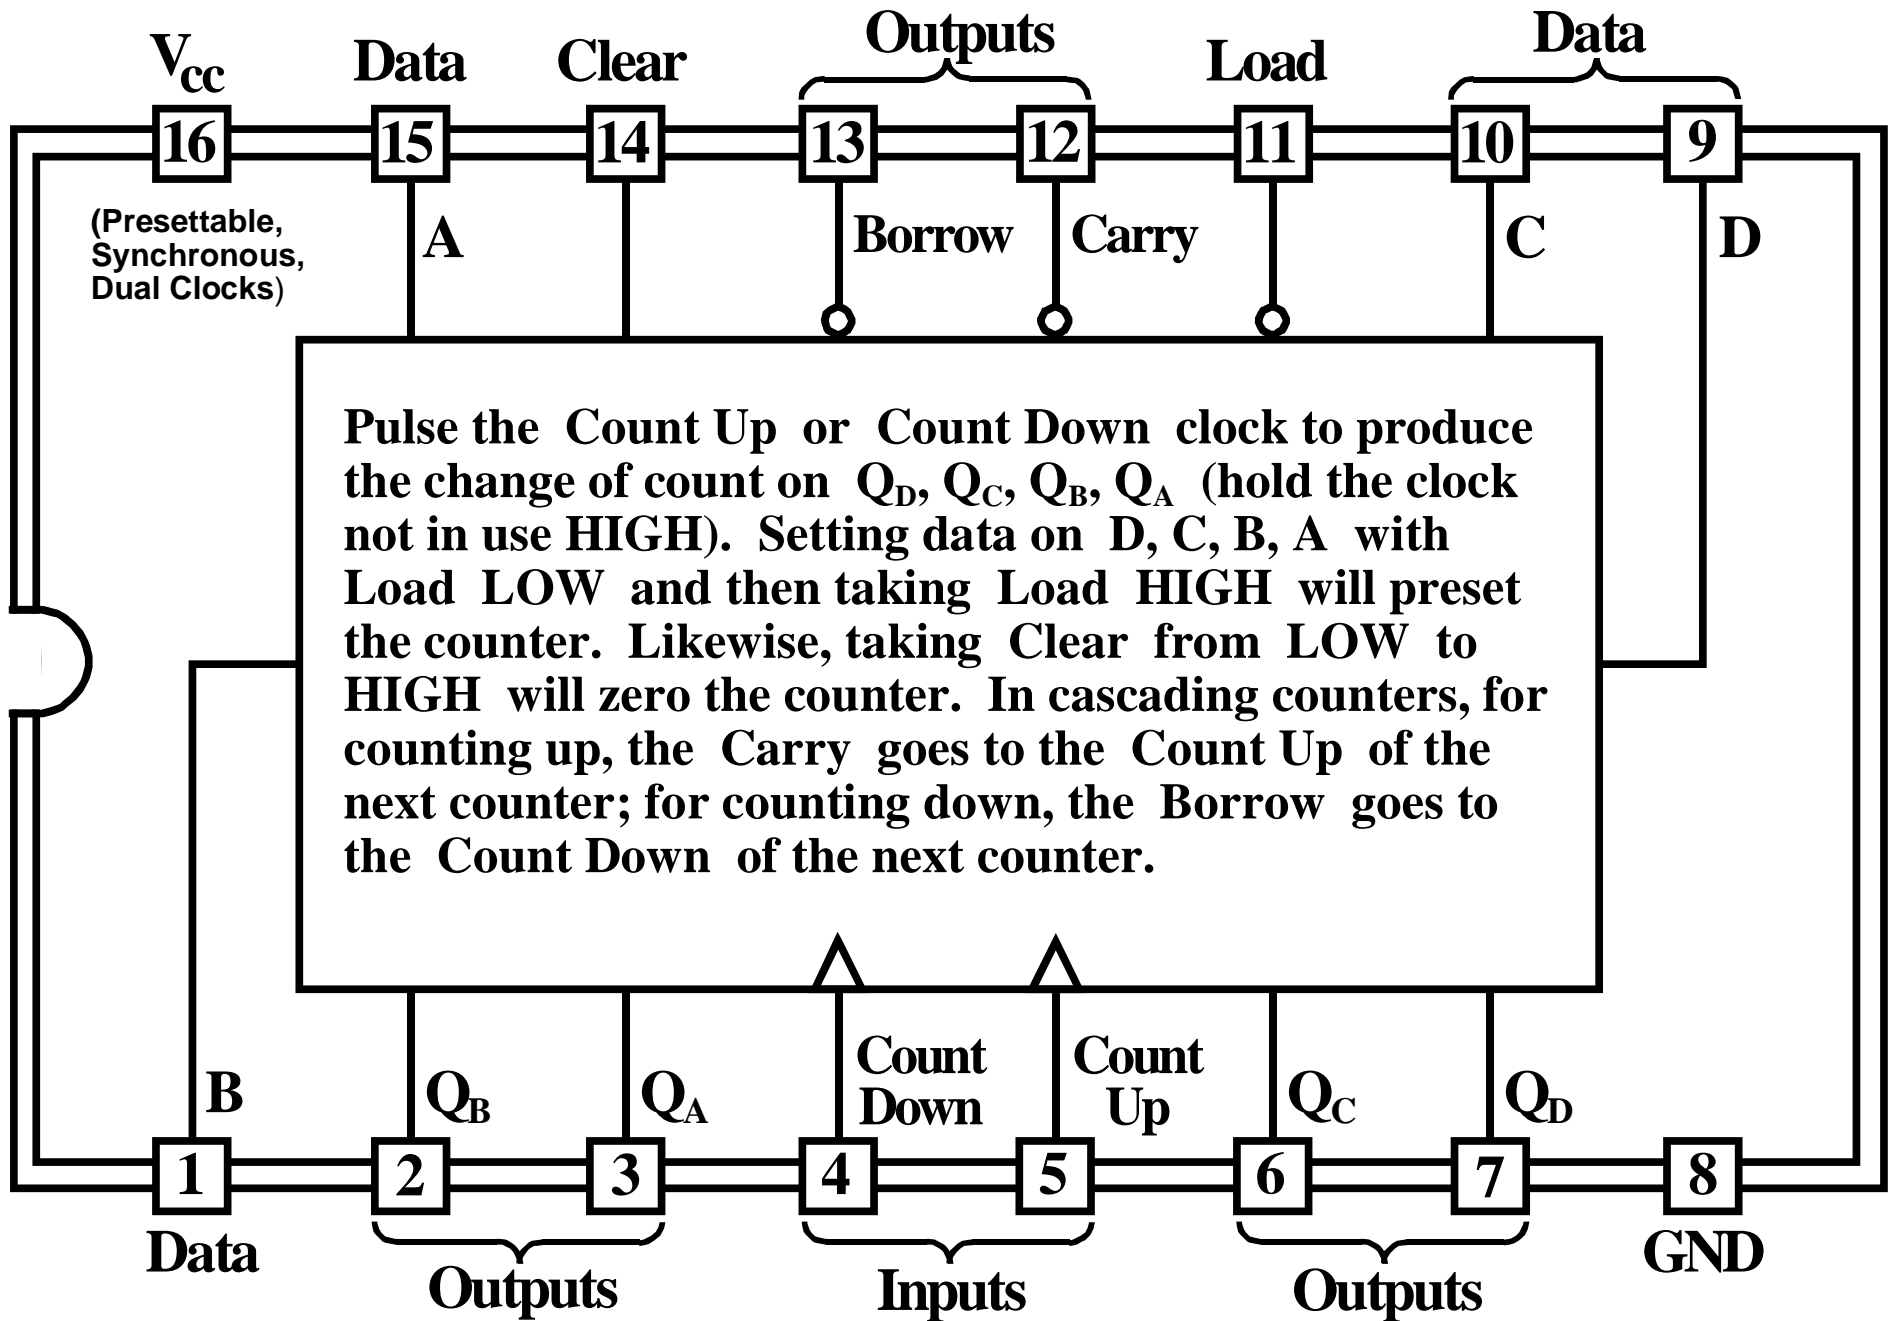 Outputs Data
Vcc Data Clear Load
16 15 14 13 12 11 10 9
(Presettable,
Synchronous,
Dual Clocks)
A Borrow Carry C D
Pulse the Count Up or Count Down clock to produce
the change of count on QD, QC, QB, QA (hold the clock
not in use HIGH). Setting data on D, C, B, A with
Load LOW and then taking Load HIGH will preset
the counter. Likewise, taking Clear from LOW to
HIGH will zero the counter. In cascading counters, for
counting up, the Carry goes to the Count Up of the
next counter; for counting down, the Borrow goes to
the Count Down of the next counter.
Count Count
B QB QA Down Up QC QD
1 2 3 4 5 6 7 8
Data GND
Outputs Inputs Outputs